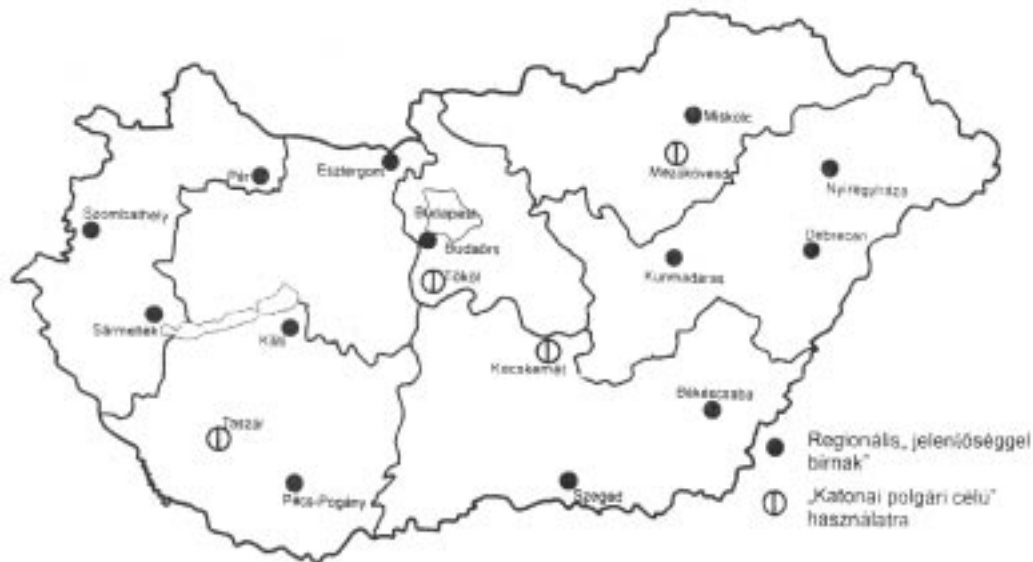 Miskolc
Mezőkövesd
Esztergom
Pér
Nyíregyháza
Szombathely
Budapest
Budaörs
Debrecen
Tököl
Kunmadaras
Sármellék
Kiliti
Kecskemét
Békéscsaba
Taszár
Regionális„ jelentőséggel
bírnak"
Pécs-Pogány
Szeged
„Katonai polgári célú"
használatra